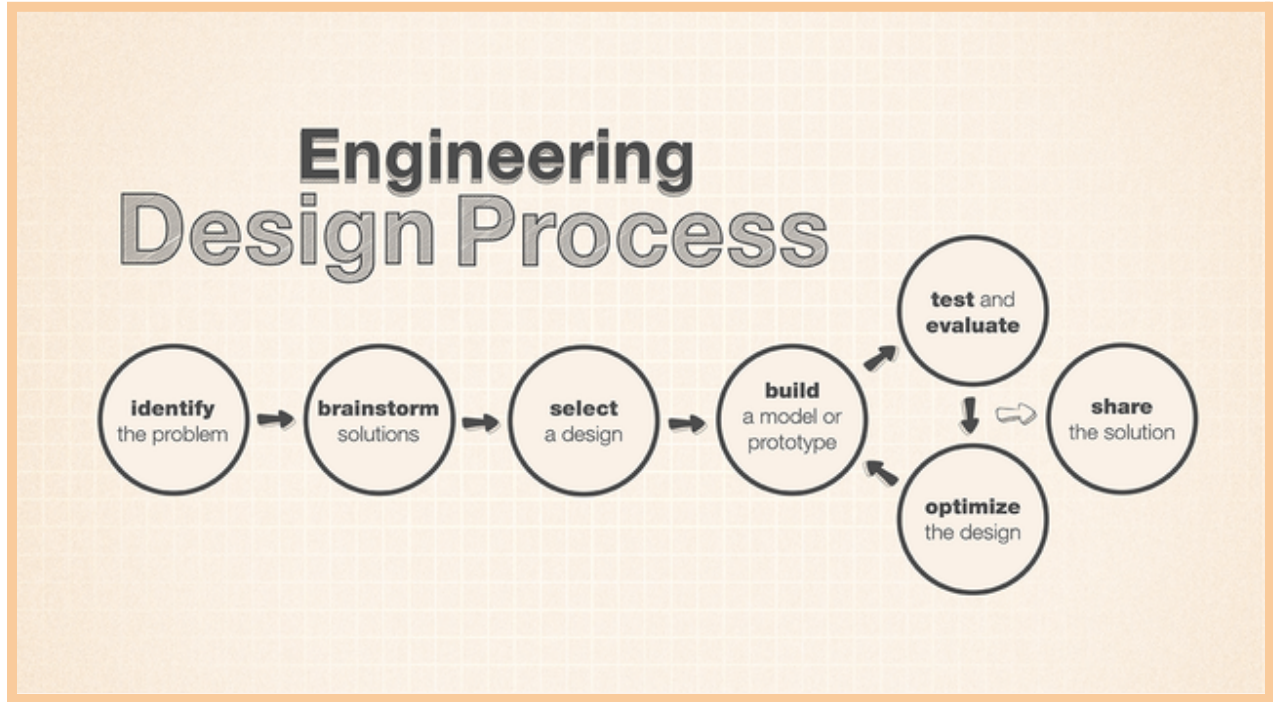 Engineering
Design Process
identify
the problem
brainstorm
solutions
select
a design
build
a model or
prototype
test and
evaluate
optimize
the design
share
the solution